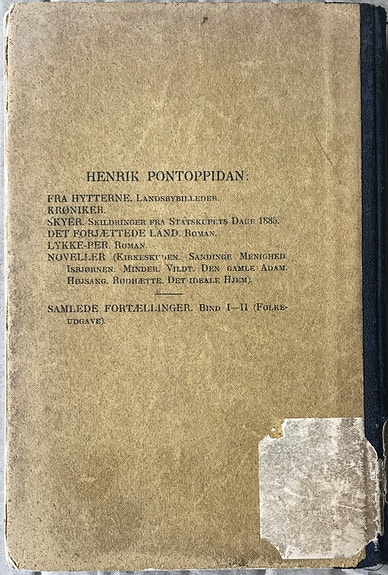 HENRIK PONTOPPIDAN:
FRA HYTTERNE. LANDSBYBILLEDER.
KRØNIKER.
SKYER. SKILDRINGER FRA STATSKUPETS DAGE 1885.
DET FORJÆTTEDE LAND. ROMAN.
LYKKE-PER. ROMAN
NOVELLER (KIRKESKUDEN. SANDINGE MENIGHED.
ISBJØRNEN. MINDER. VILDT. DEN GAMLE ADAM.
HØJSANG. RØDHÆTTE. DET IDEALE HJEM).
SAMLEDE FORTÆLLINGER. BIND I—II (FOLKE-
UDGAVE).